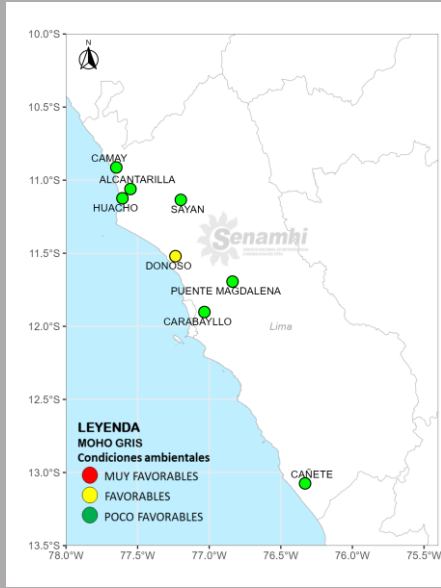 10.0°S
N
10.5°S
CAMAY
11.0°S
ALCANTARILLA
HUACHO
SAYAN
Senamhi
11.5°S
DONOSO
PUENTE MAGDALENA
CARABAYLLO
Lima
12.0°S
12.5°S
LEYENDA
MOHO GRIS
Condiciones ambientales
MUY FAVORABLES
FAVORABLES
POCO FAVORABLES
13.0°S
CAÑETE
13.5°S
78.0°W 77.5°W 77.0°W 76.5°W 76.0°W 75.5°W